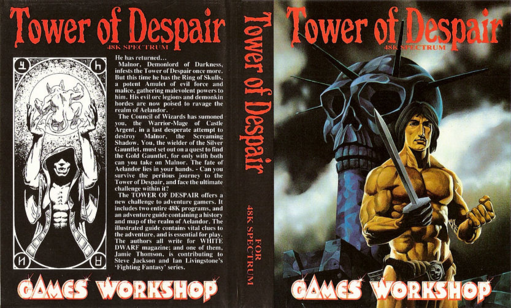 Tower of Despair
48K SPECTRUM
He has returned...
Malnor, Demonlord of Darkness,
infests the Tower of Despair once more.
But this time he has the Ring of Skulls,
a potent Amulet of evil force and
malice, gathering malevolent powers to
him. His evil orc legions and demonkin
hordes are now poised to ravage the
realm of Aelandor.
The Council of Wizards has sumoned
you, the Warrior-Mage of Castle
Argent, in a last desperate attempt to
destroy Malnor, the Screaming
Shadow. You, the wielder of the Silver
Gauntlet, must set out on a quest to find
the Gold Gauntlet, for only with both
can you take on Malnor. The fate of
Aelandor lies in your hands. - Can you
survive the perilous journey to the
Tower of Despair, and face the ultimate
challenge within it?
The TOWER OF DESPAIR offers a
new challenge to adventure gamers. It
includes two entire 48K programs, and
an adventure guide containing a history
and map of the realm of Aelandor. The
illustrated guide contains vital clues to
the adventure, and is essential for play.
The authors all write for WHITE
DWARF magazine; and one of them,
Jamie Thomson, is contributing to
Steve Jackson and Ian Livingstone's
'Fighting Fantasy' series.
GAMES WORKSHOP
Tower of Despair
FOR
48K SPECTRUM
Tower of Despair
48K SPECTRUM
GAMES WORKSHOP